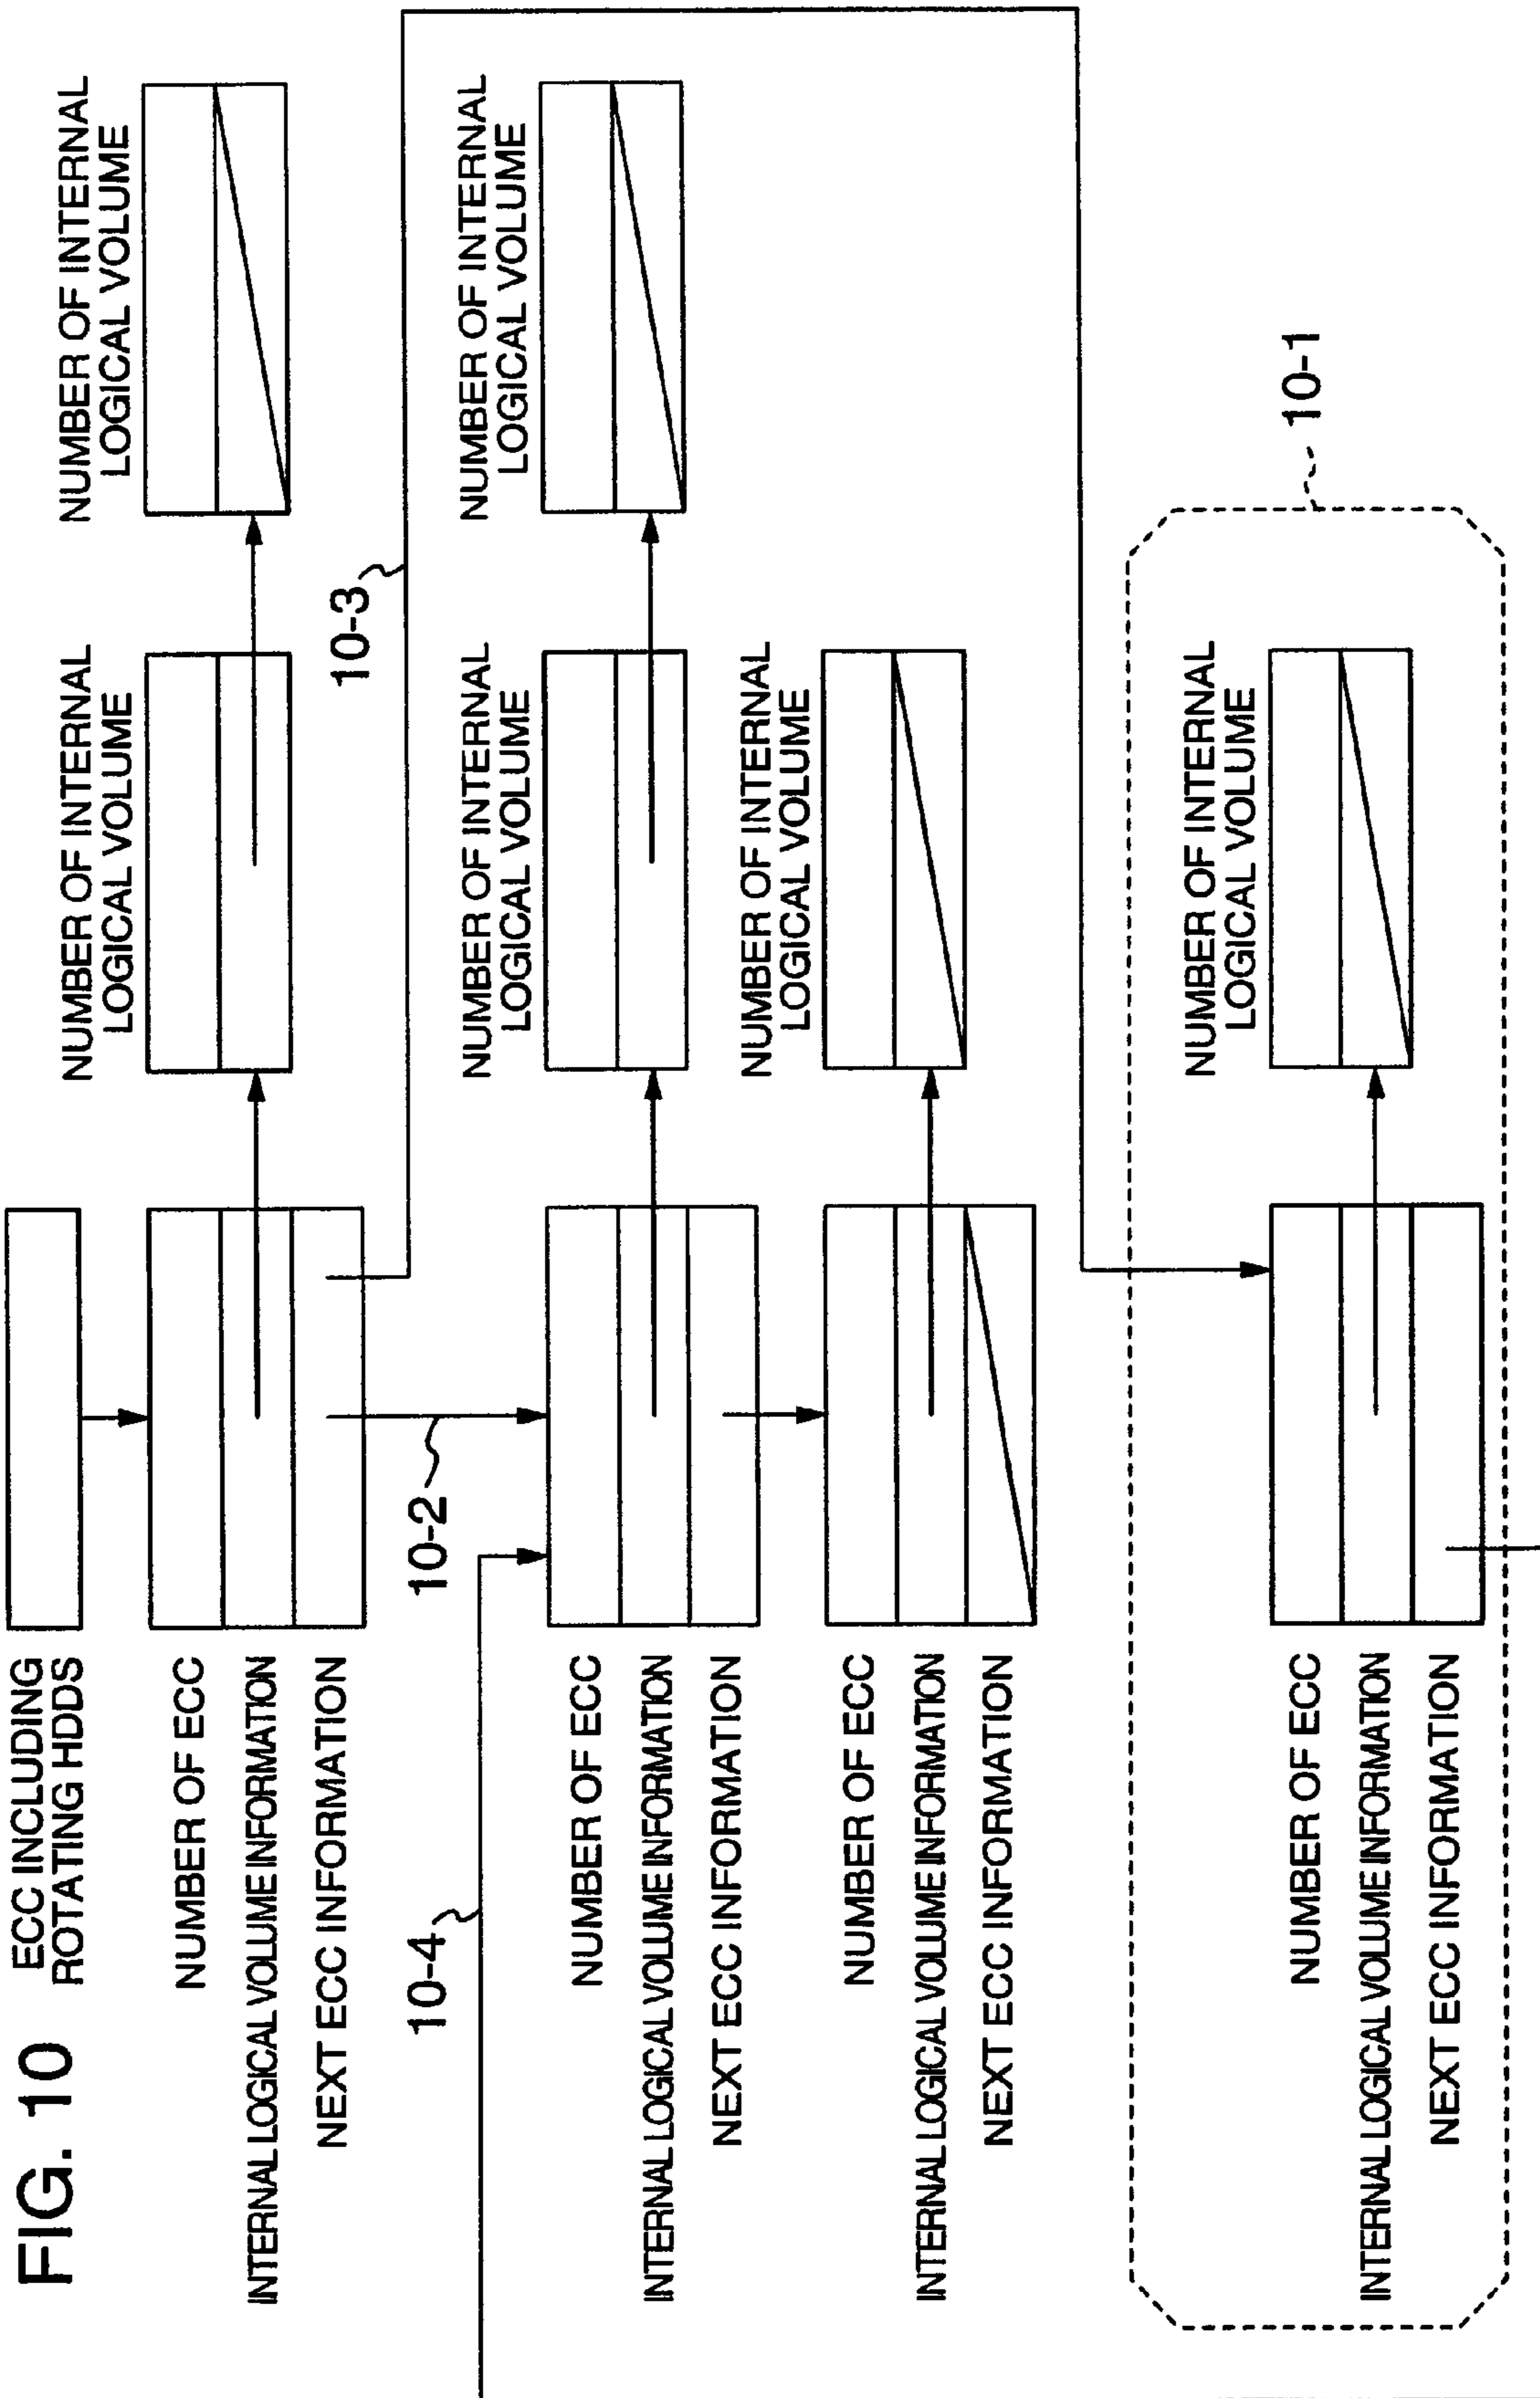 FIG. 10
ECC INCLUDING
ROTATING HDDS
NUMBER OF INTERNAL
LOGICAL VOLUME
NUMBER OF INTERNAL
LOGICAL VOLUME
NUMBER OF ECC
INTERNAL LOGICAL VOLUME INFORMATION
NEXT ECC INFORMATION
10-3
10-2
10-4
NUMBER OF INTERNAL
LOGICAL VOLUME
NUMBER OF INTERNAL
LOGICAL VOLUME
NUMBER OF ECC
INTERNAL LOGICAL VOLUME INFORMATION
NEXT ECC INFORMATION
NUMBER OF INTERNAL
LOGICAL VOLUME
NUMBER OF ECC
INTERNAL LOGICAL VOLUME INFORMATION
NEXT ECC INFORMATION
10-1
NUMBER OF INTERNAL
LOGICAL VOLUME
NUMBER OF ECC
INTERNAL LOGICAL VOLUME INFORMATION
NEXT ECC INFORMATION